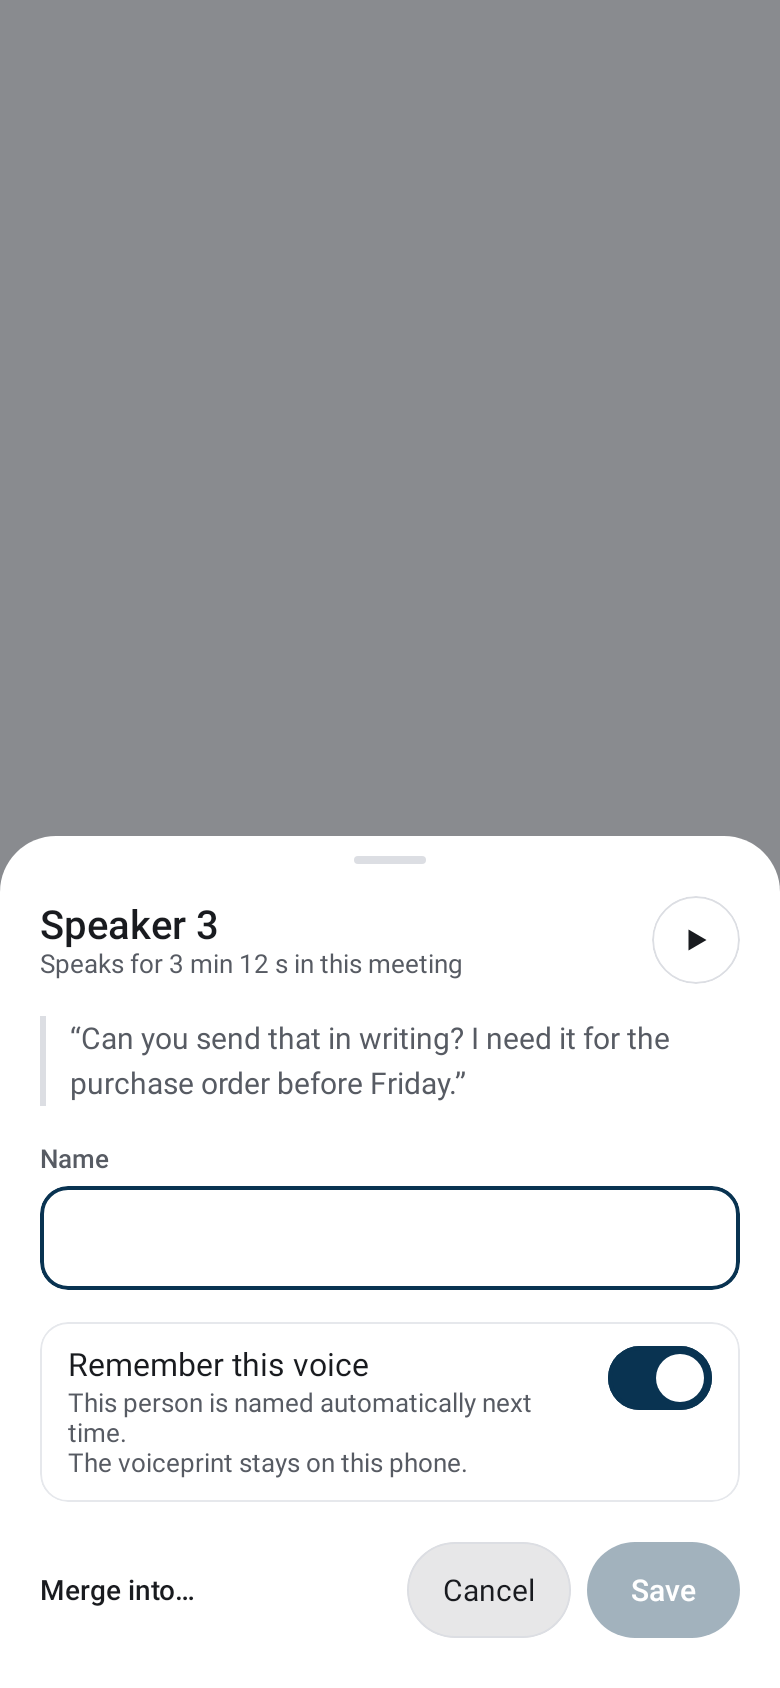 Speaker 3
Speaks for 3 min 12 s in this meeting
“Can you send that in writing? I need it for the
purchase order before Friday.”
Name
Remember this voice
This person is named automatically next
time.
The voiceprint stays on this phone.
Merge into…
Cancel
Save